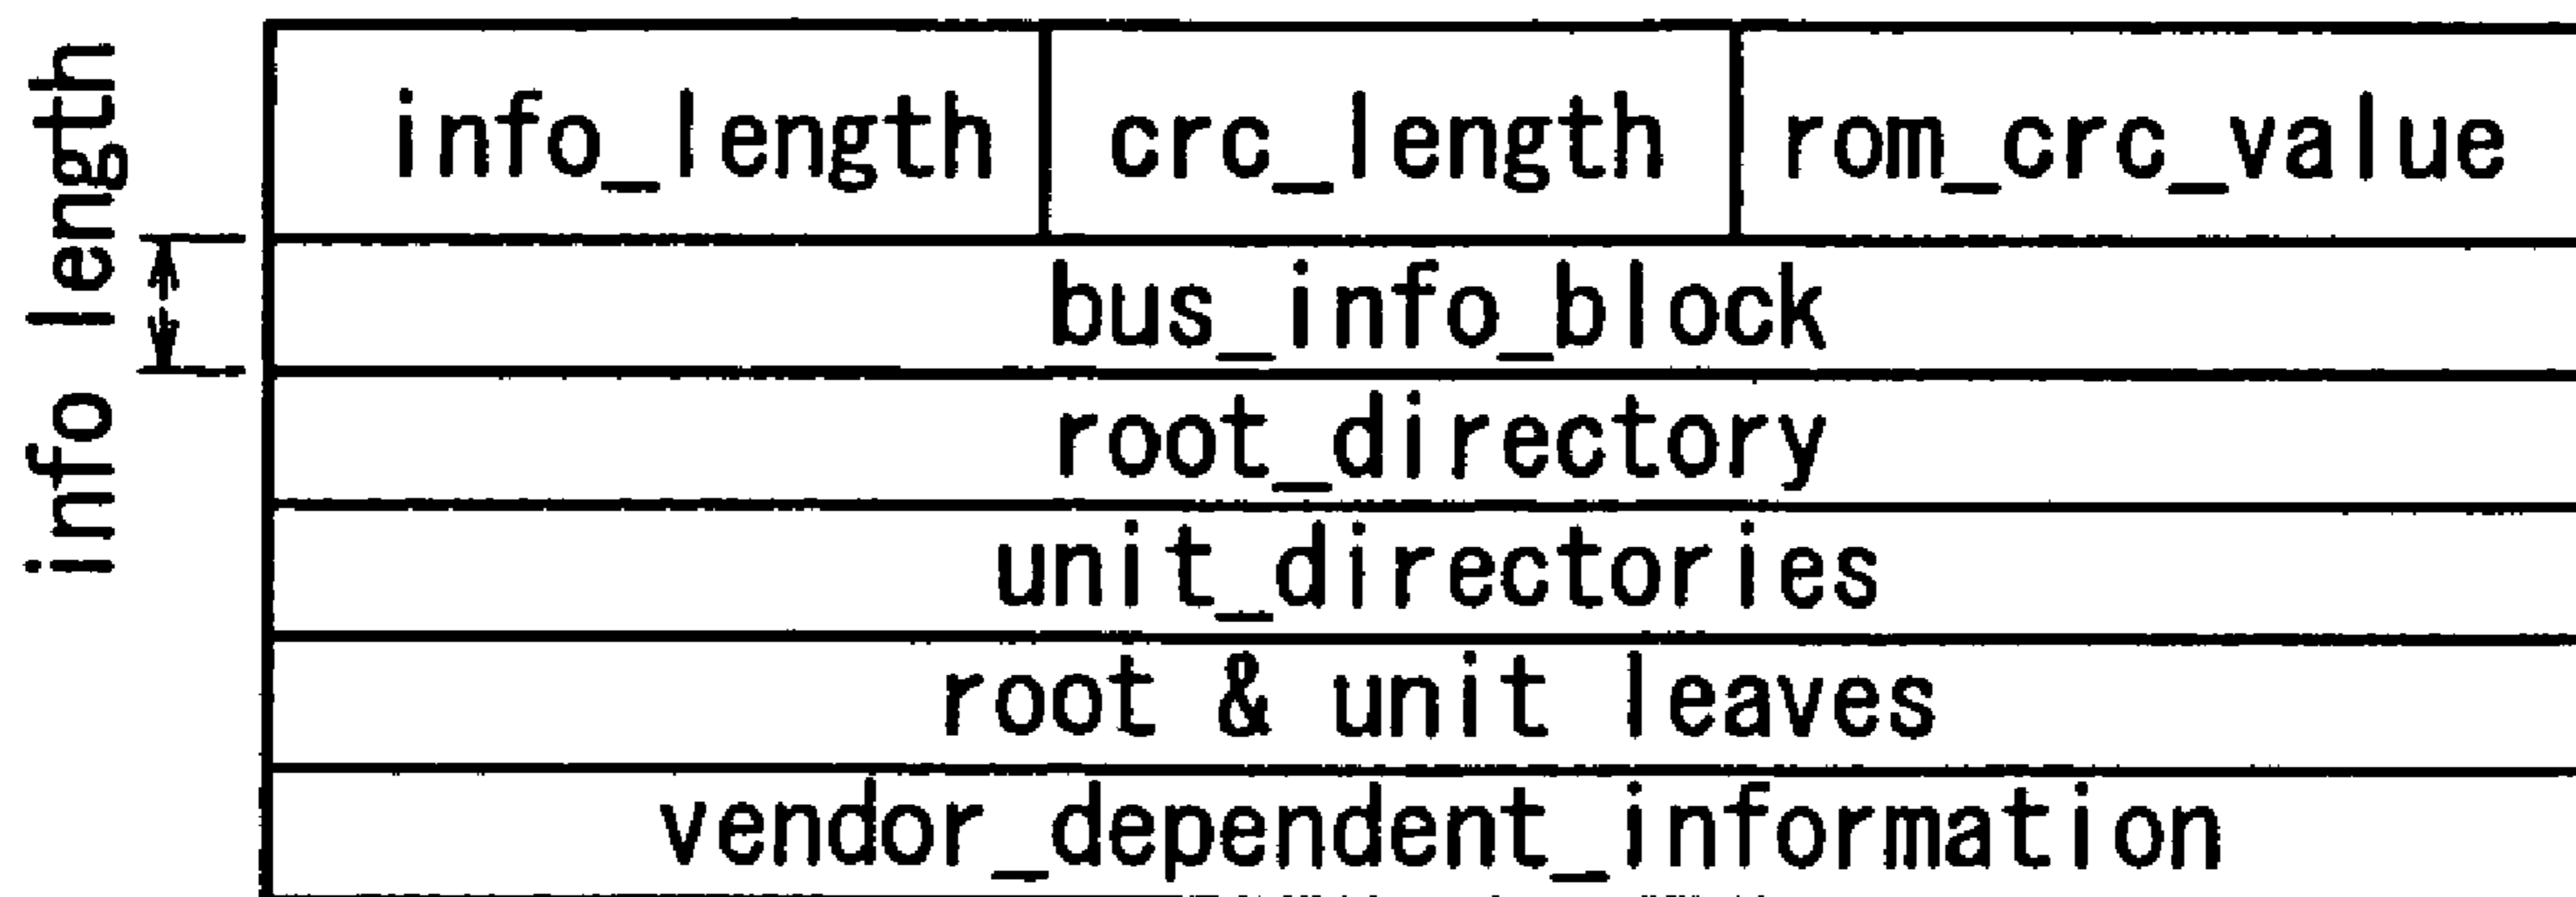 info length
info_length crc_length rom_crc_value
bus_info_block
root_directory
unit_directories
root & unit leaves
vendor_dependent_information